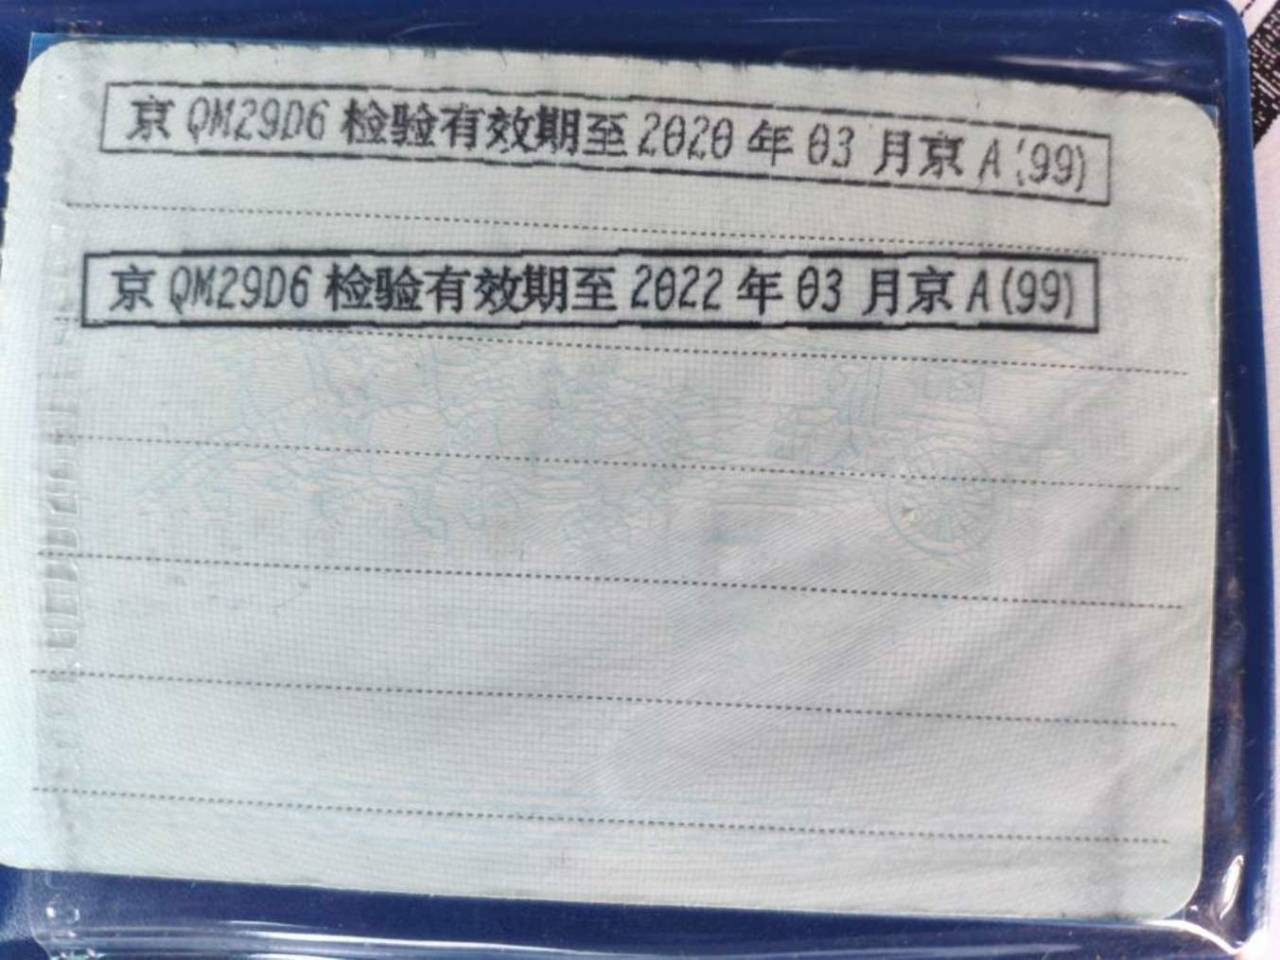 京 QM29D6 检验有效期至 2020 年 03 月京 A (99)
京 QM29D6 检验有效期至 2022 年 03 月京 A (99)